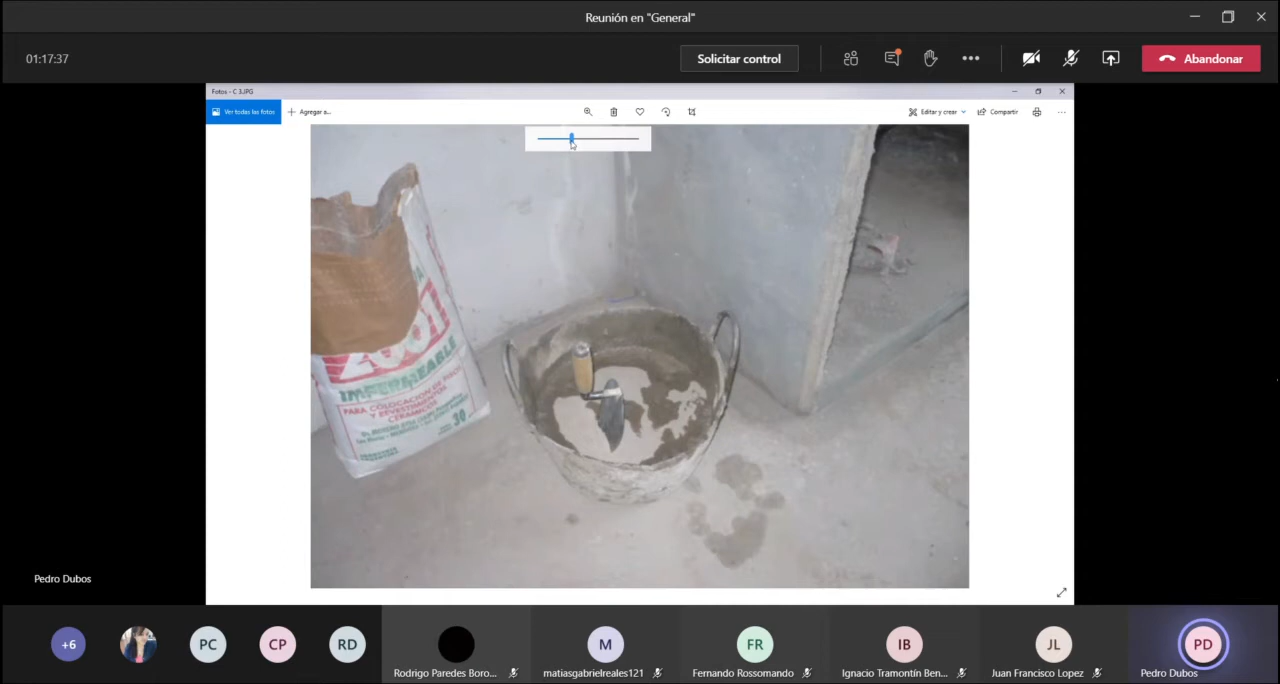 Reunión en "General"
01:17:37
Solicitar control
Abandonar
Fotos - C 3.JPG
Ver todas las fotos
Agregar a...
Editar y crear
Compartir
IMPERMEABLE
PARA COLOCACION DE PISOS
Y REVESTIMIENTOS
CERAMICOS
30
Pedro Dubos
+6
PC
CP
RD
Rodrigo Paredes Boro...
M
matiasgabrielreales121
FR
Fernando Rossomando
IB
Ignacio Tramontín Ben...
JL
Juan Francisco Lopez
PD
Pedro Dubos